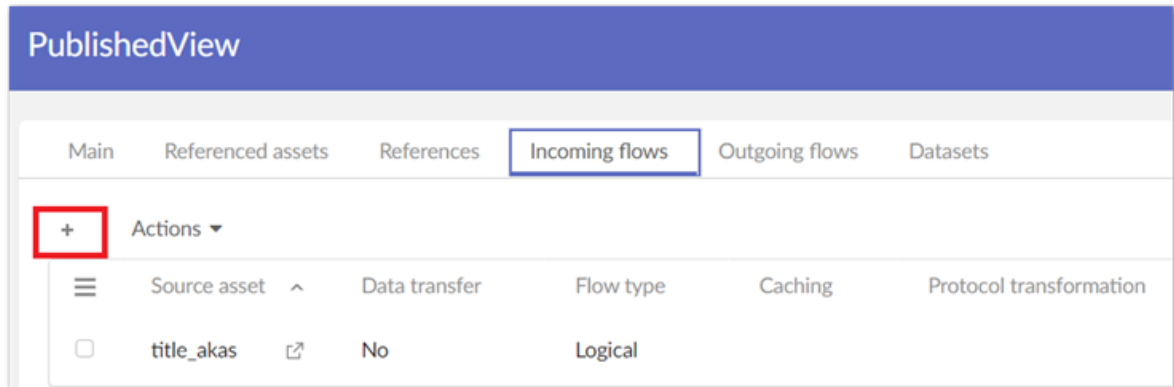 PublishedView
Main Referenced assets References Incoming flows Outgoing flows Datasets
+ Actions
Source asset Data transfer Flow type Caching Protocol transformation
title_akas No Logical